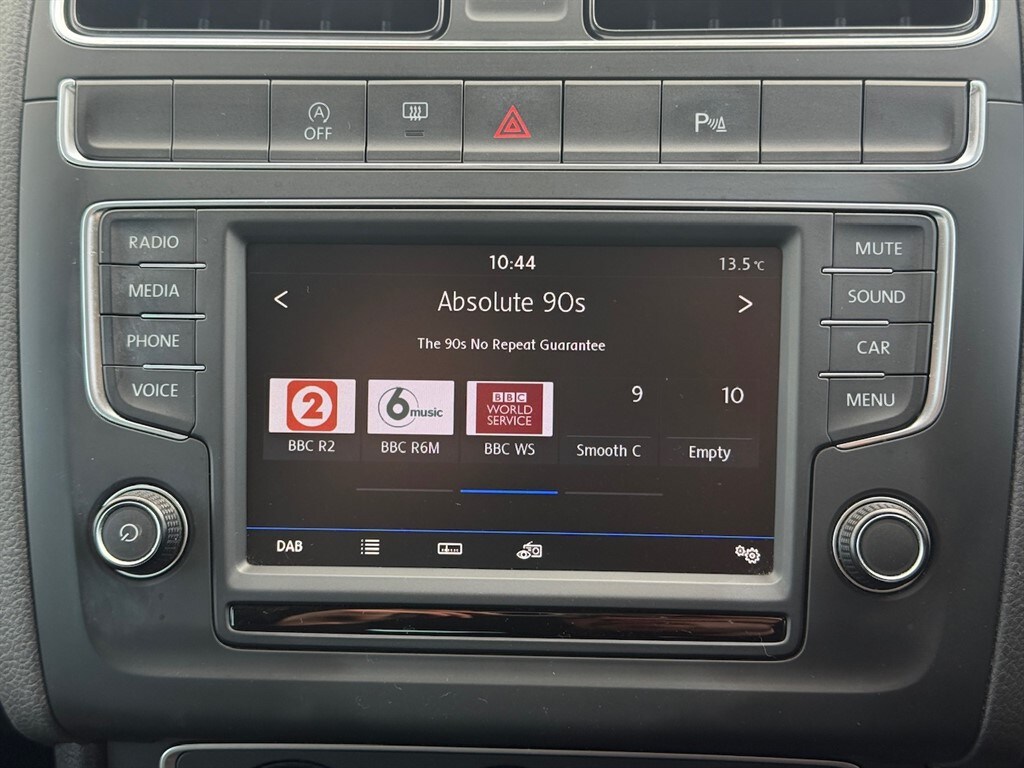 A
OFF
P
RADIO
MEDIA
PHONE
VOICE
MUTE
SOUND
CAR
MENU
10:44
13.5°C
< Absolute 90s >
The 90s No Repeat Guarantee
2
6 music
BBC
WORLD
SERVICE
9
10
BBC R2
BBC R6M
BBC WS
Smooth C
Empty
DAB